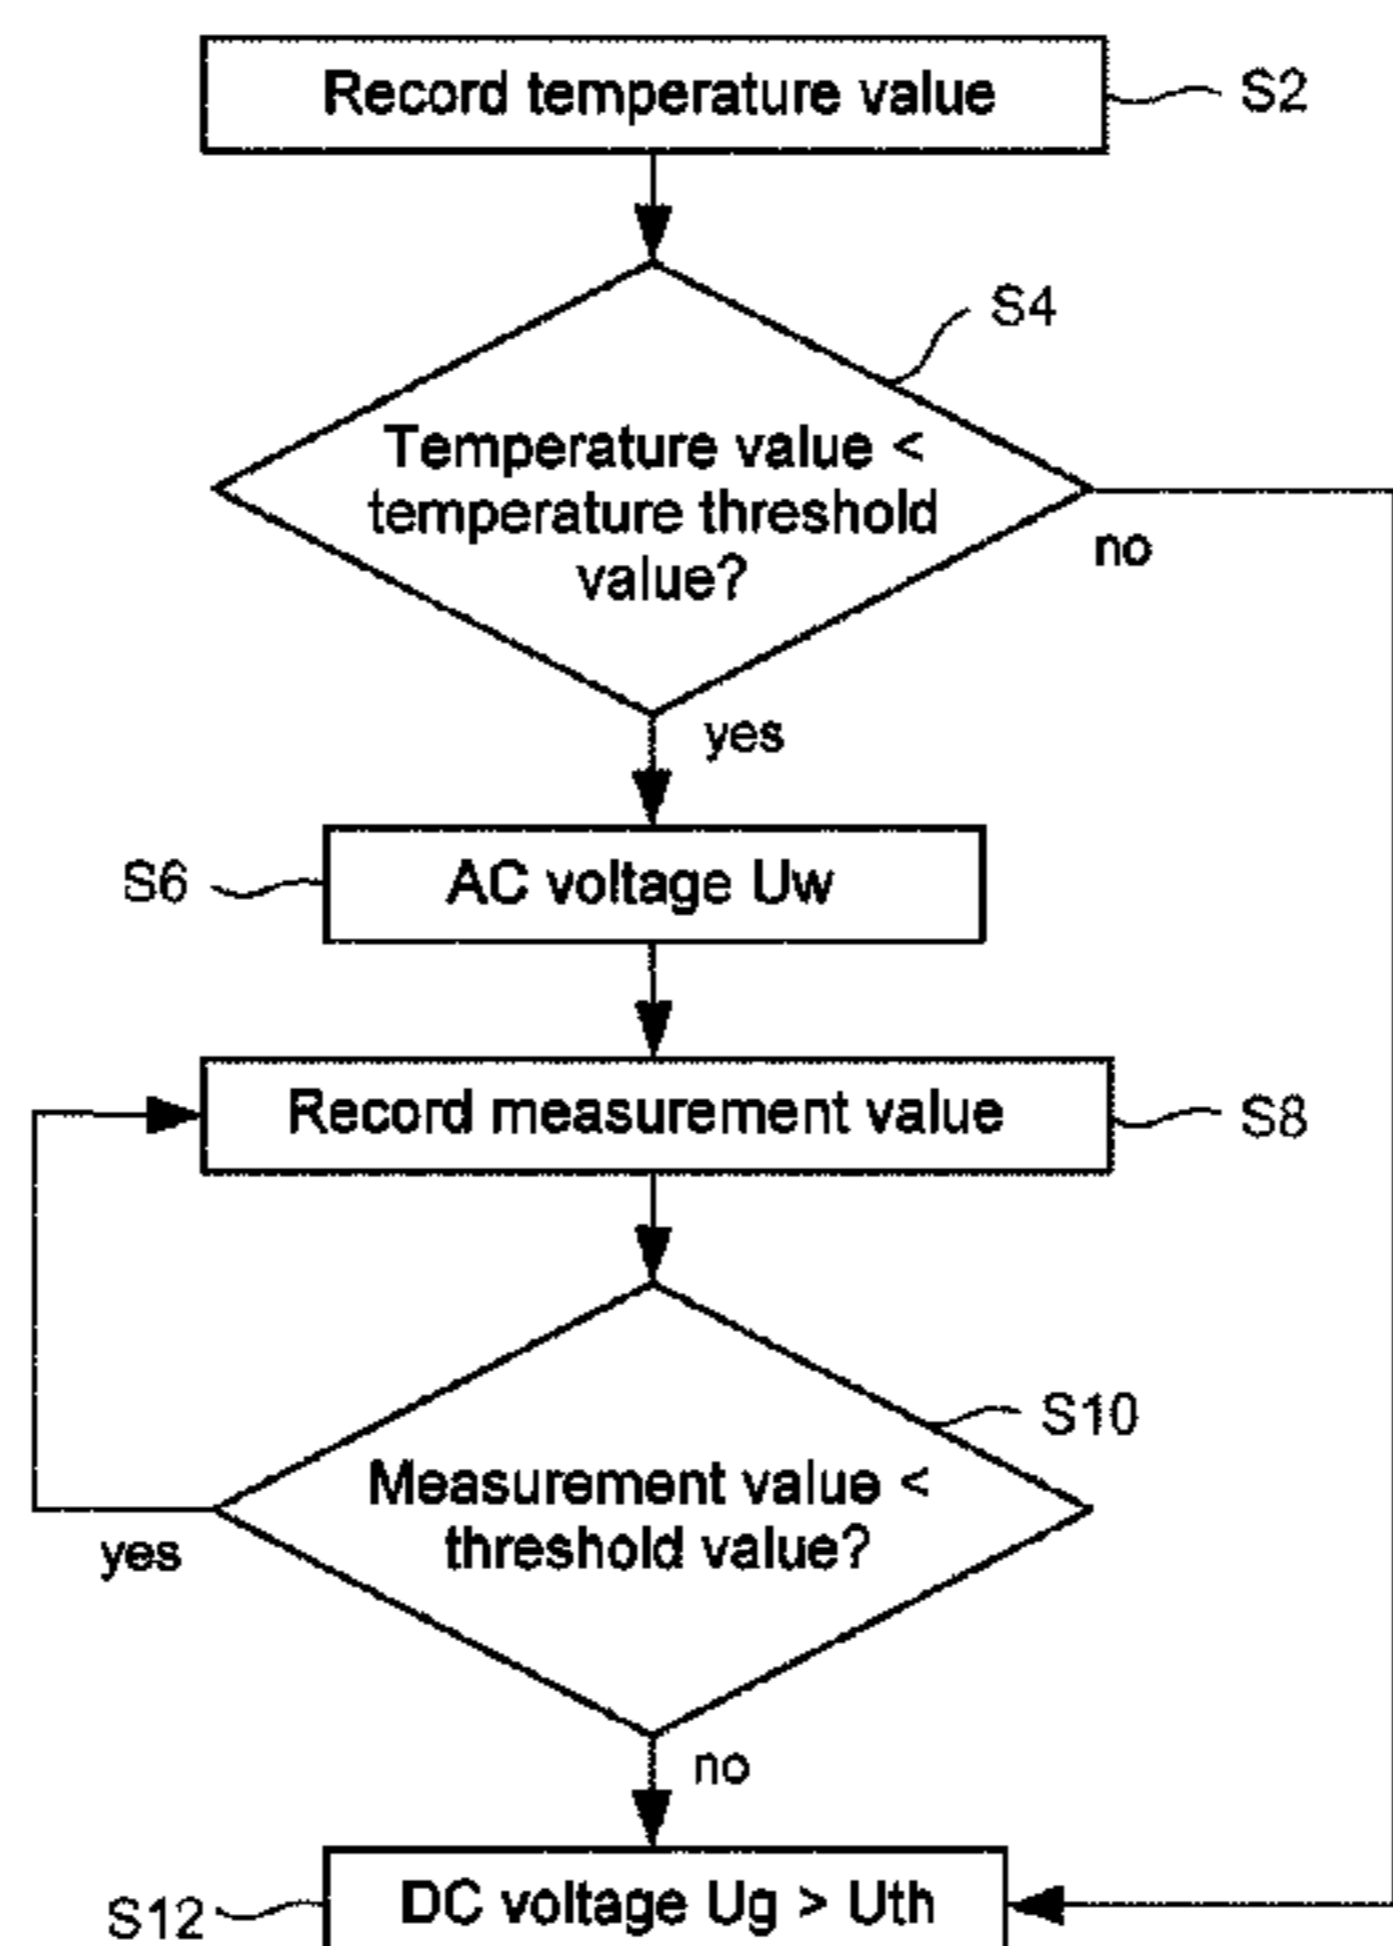 Record temperature value
S2
S4
Temperature value <
temperature threshold
value?
no
yes
S6
AC voltage Uw
Record measurement value
S8
S10
Measurement value <
threshold value?
yes
no
S12
DC voltage Ug > Uth